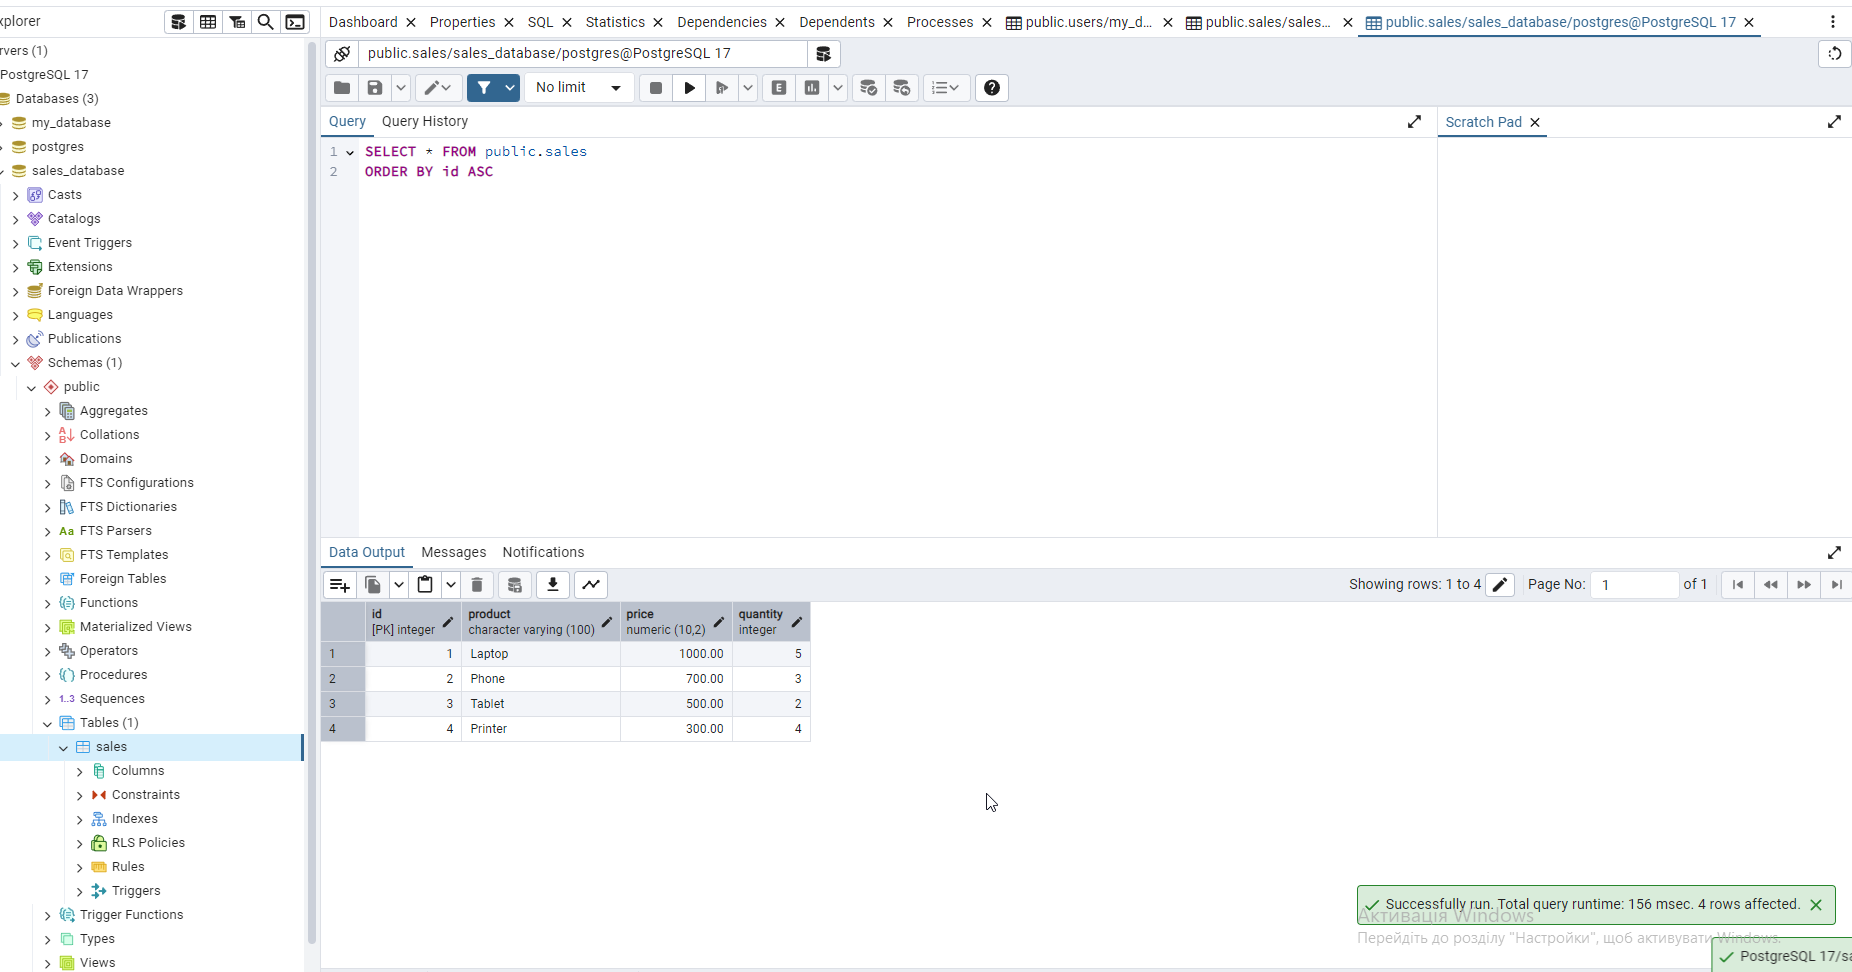 xplorer
Dashboard
Properties
SQL
Statistics
Dependencies
Dependents
Processes
public.users/my_d...
public.sales/sales...
public.sales/sales_database/postgres@PostgreSQL 17
rvers (1)
PostgreSQL 17
Databases (3)
my_database
postgres
sales_database
Casts
Catalogs
Event Triggers
Extensions
Foreign Data Wrappers
Languages
Publications
Schemas (1)
public
Aggregates
Collations
Domains
FTS Configurations
FTS Dictionaries
Aa FTS Parsers
FTS Templates
Foreign Tables
Functions
Materialized Views
Operators
Procedures
1..3 Sequences
Tables (1)
sales
Columns
Constraints
Indexes
RLS Policies
Rules
Triggers
Trigger Functions
Types
Views
public.sales/sales_database/postgres@PostgreSQL 17
No limit
E
Query
Query History
Scratch Pad
1 SELECT * FROM public.sales
2 ORDER BY id ASC
Data Output
Messages
Notifications
Showing rows: 1 to 4
Page No: 1 of 1
id product price quantity
[PK] integer character varying (100) numeric (10,2) integer
1 1 Laptop 1000.00 5
2 2 Phone 700.00 3
3 3 Tablet 500.00 2
4 4 Printer 300.00 4
Successfully run. Total query runtime: 156 msec. 4 rows affected.
Активація Windows
Перейдіть до розділу "Настройки", щоб активувати Windows.
PostgreSQL 17/sa